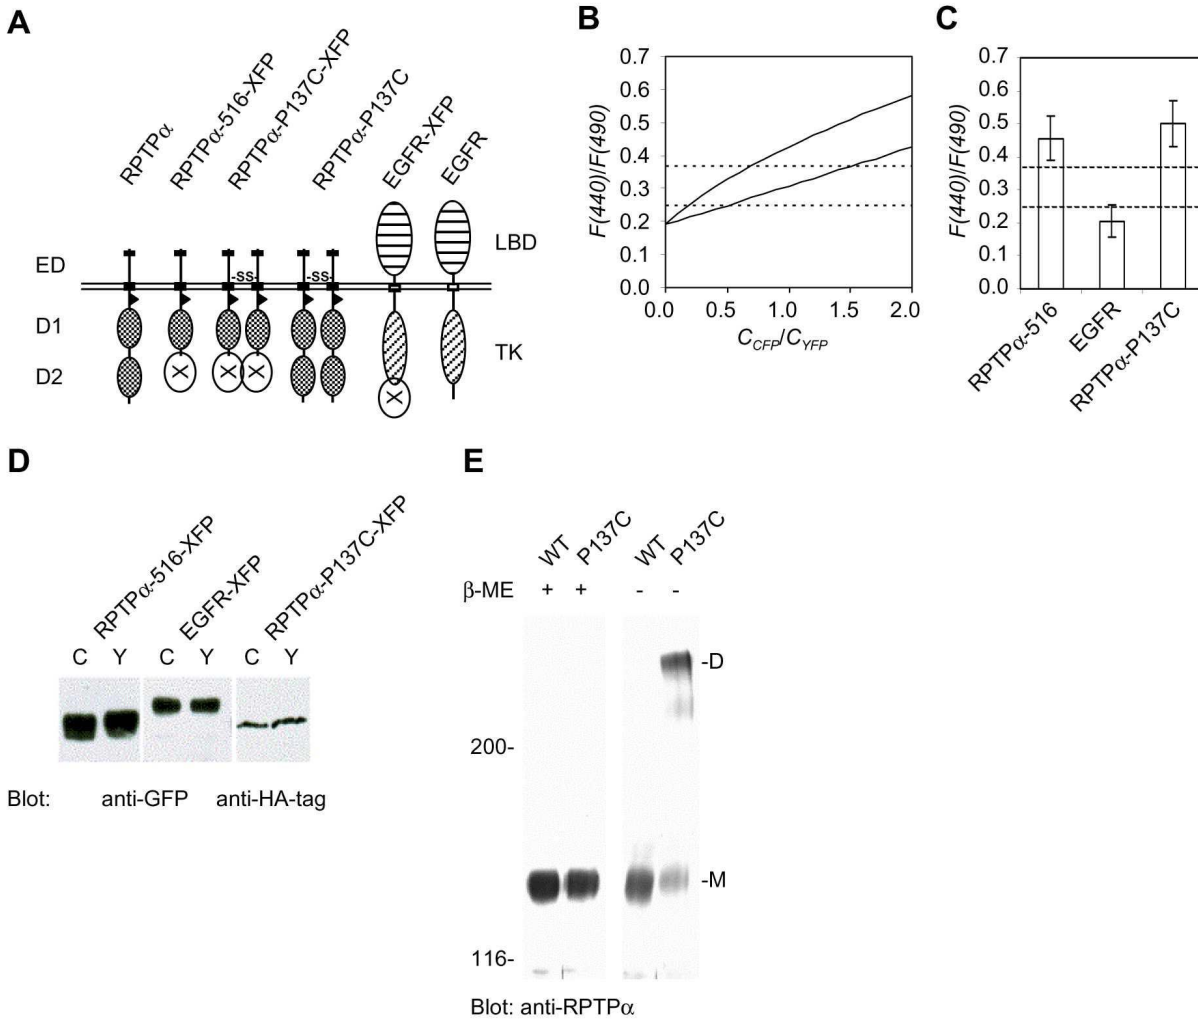 A
RPTPα
RPTPα-516-XFP
RPTPα-P137C-XFP
RPTPα-P137C
EGFR-XFP
EGFR
LBD
ED
-SS-
-SS-
D1
TK
D2
X
X
X
X
B
F(440)/F(490)
0.7
0.6
0.5
0.4
0.3
0.2
0.1
0.0
0.0
0.5
1.0
1.5
2.0
C_CFP/C_YFP
C
F(440)/F(490)
0.7
0.6
0.5
0.4
0.3
0.2
0.1
0.0
RPTPα-516
EGFR
RPTPα-P137C
D
RPTPα-516-XFP
EGFR-XFP
RPTPα-P137C-XFP
C Y C Y C Y
Blot: anti-GFP anti-HA-tag
E
WT P137C WT P137C
β-ME + + - -
-D
200-
-M
116-
Blot: anti-RPTPα